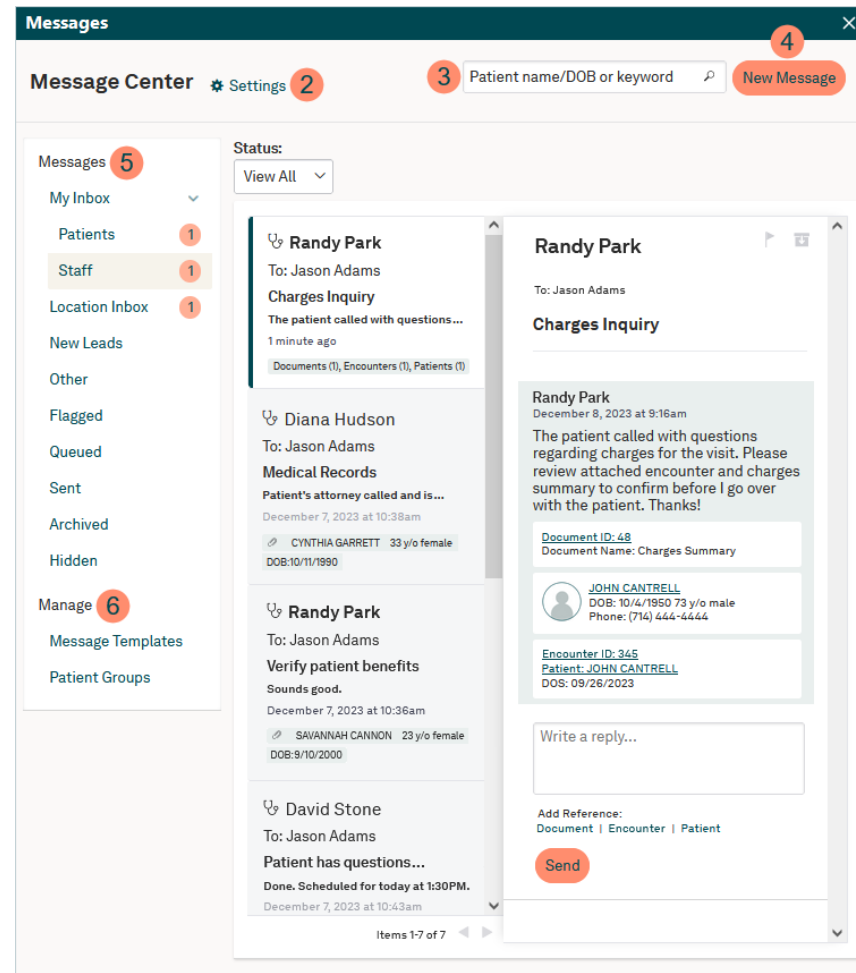 Messages
Message Center
Settings 2
3 Patient name/DOB or keyword
4
New Message
Messages 5
My Inbox
Patients 1
Staff 1
Location Inbox 1
New Leads
Other
Flagged
Queued
Sent
Archived
Hidden
Manage 6
Message Templates
Patient Groups
Status:
View All
Randy Park
To: Jason Adams
Charges Inquiry
The patient called with questions...
1 minute ago
Documents (1), Encounters (1), Patients (1)
Diana Hudson
To: Jason Adams
Medical Records
Patient's attorney called and is...
December 7, 2023 at 10:38am
CYNTHIA GARRETT 33 y/o female
DOB:10/11/1990
Randy Park
To: Jason Adams
Verify patient benefits
Sounds good.
December 7, 2023 at 10:36am
SAVANNAH CANNON 23 y/o female
DOB:9/10/2000
David Stone
To: Jason Adams
Patient has questions...
Done. Scheduled for today at 1:30PM.
December 7, 2023 at 10:43am
Items 1-7 of 7
Randy Park
To: Jason Adams
Charges Inquiry
Randy Park
December 8, 2023 at 9:16am
The patient called with questions
regarding charges for the visit. Please
review attached encounter and charges
summary to confirm before I go over
with the patient. Thanks!
Document ID: 48
Document Name: Charges Summary
JOHN CANTRELL
DOB: 10/4/1950 73 y/o male
Phone: (714) 444-4444
Encounter ID: 345
Patient: JOHN CANTRELL
DOS: 09/26/2023
Write a reply...
Add Reference:
Document | Encounter | Patient
Send